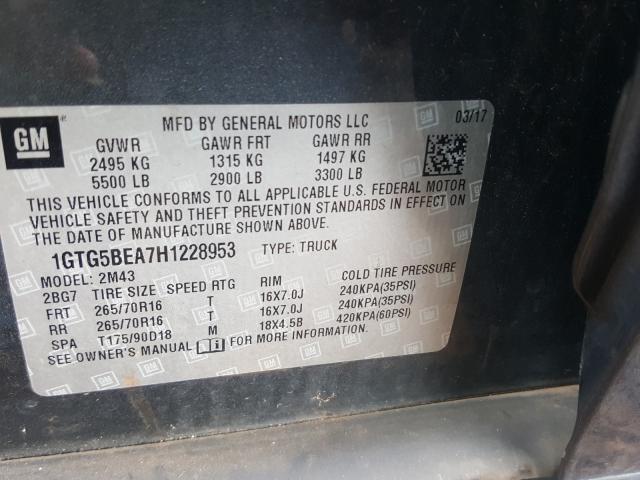 GM
MFD BY GENERAL MOTORS LLC 03/17
GVWR GAWR FRT GAWR RR
2495 KG 1315 KG 1497 KG
5500 LB 2900 LB 3300 LB
THIS VEHICLE CONFORMS TO ALL APPLICABLE U.S. FEDERAL MOTOR
VEHICLE SAFETY AND THEFT PREVENTION STANDARDS IN EFFECT ON
THE DATE OF MANUFACTURE SHOWN ABOVE.
1GTG5BEA7H1228953 TYPE: TRUCK
MODEL: 2M43
2BG7 TIRE SIZE SPEED RTG RIM COLD TIRE PRESSURE
FRT 265/70R16 T 16X7.0J 240KPA(35PSI)
RR 265/70R16 T 16X7.0J 240KPA(35PSI)
SPA T175/90D18 M 18X4.5B 420KPA(60PSI)
SEE OWNER'S MANUAL FOR MORE INFORMATION.